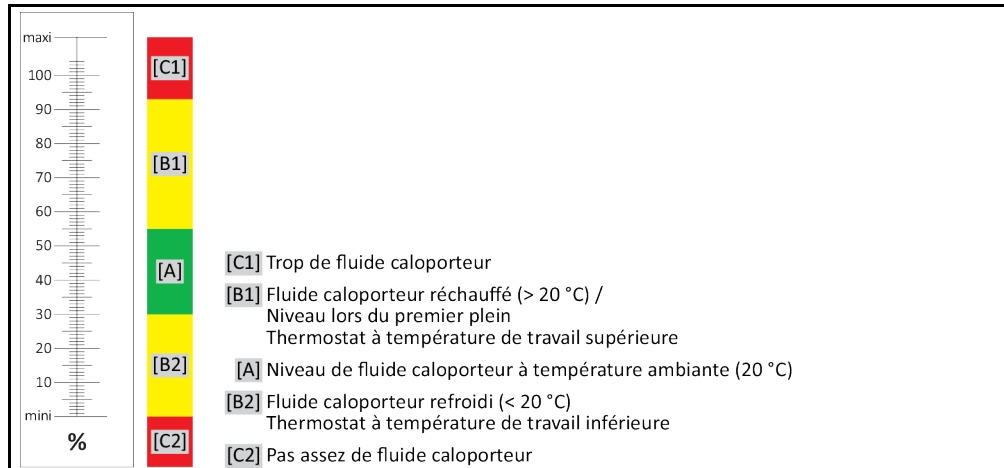 maxi
100
90
80
70
60
50
40
30
20
10
mini
%
[C1]
[B1]
[A]
[B2]
[C2]
[C1] Trop de fluide caloporteur
[B1] Fluide caloporteur réchauffé (> 20 °C) /
Niveau lors du premier plein
Thermostat à température de travail supérieure
[A] Niveau de fluide caloporteur à température ambiante (20 °C)
[B2] Fluide caloporteur refroidi (< 20 °C)
Thermostat à température de travail inférieure
[C2] Pas assez de fluide caloporteur